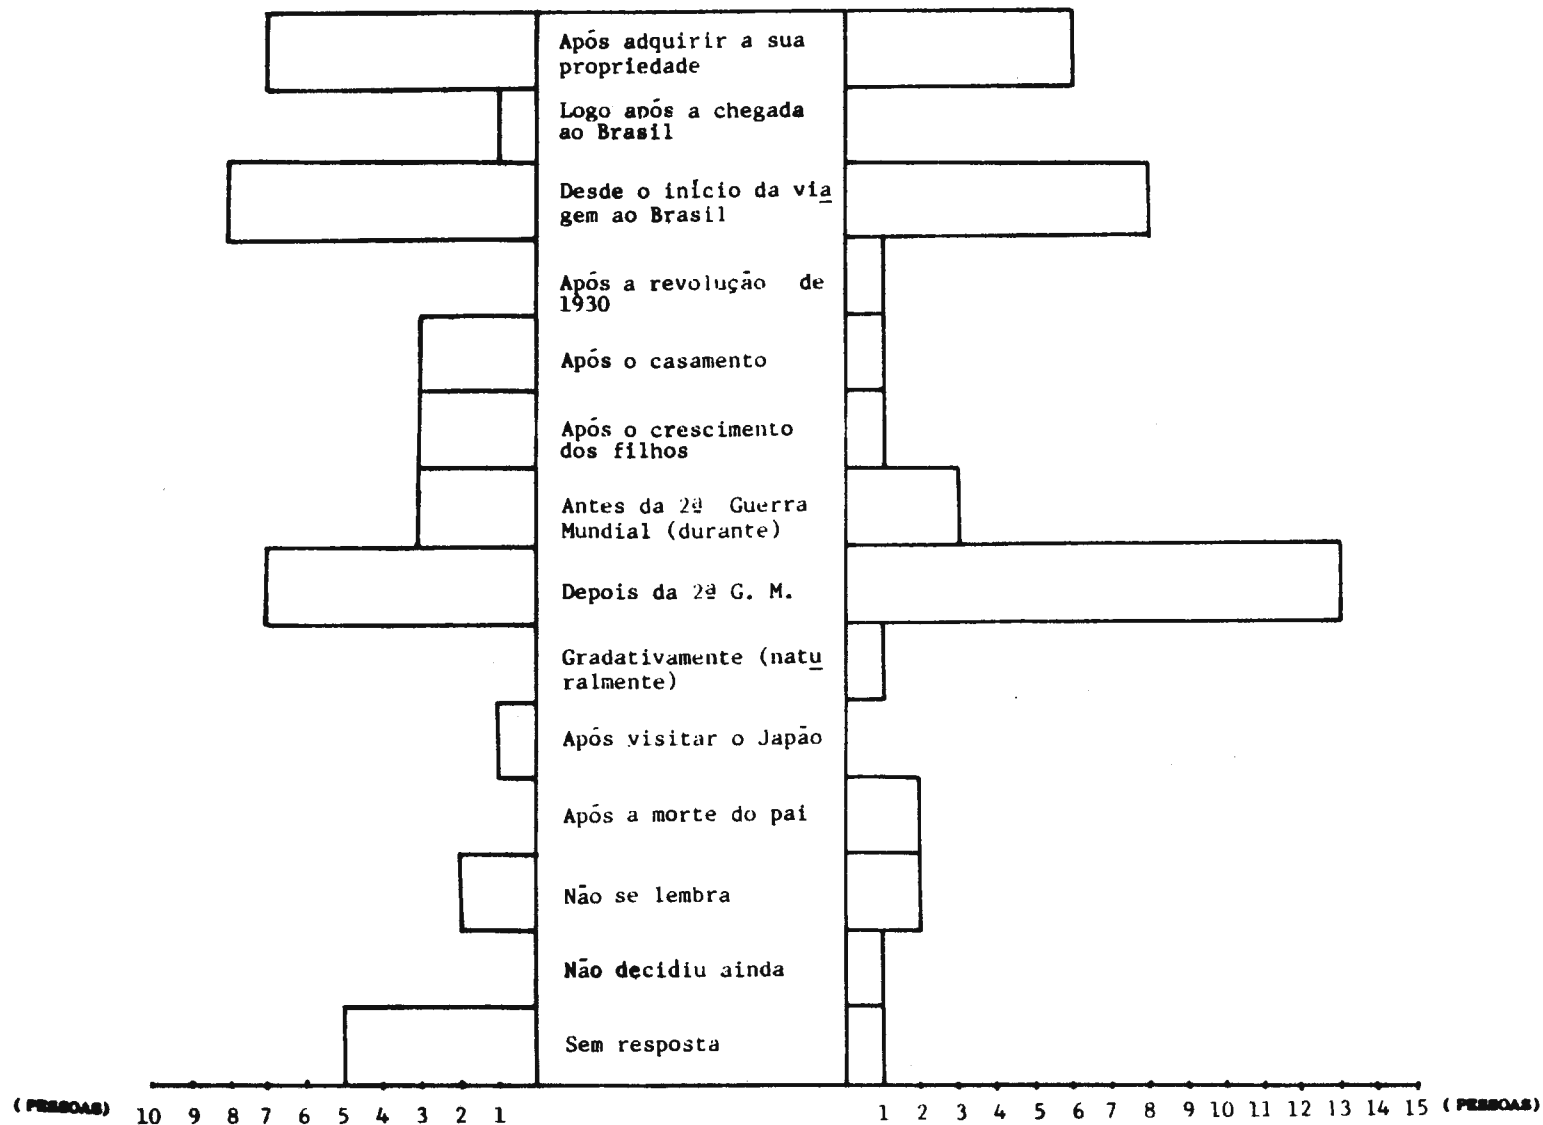 Após adquirir a sua
propriedade
Logo após a chegada
ao Brasil
Desde o início da via
gem ao Brasil
Após a revolução de
1930
Após o casamento
Após o crescimento
dos filhos
Antes da 2ª Guerra
Mundial (durante)
Depois da 2ª G. M.
Gradativamente (natu
ralmente)
Após visitar o Japão
Após a morte do pai
Não se lembra
Não decidiu ainda
Sem resposta
(PESSOAS) 10 9 8 7 6 5 4 3 2 1 1 2 3 4 5 6 7 8 9 10 11 12 13 14 15 (PESSOAS)